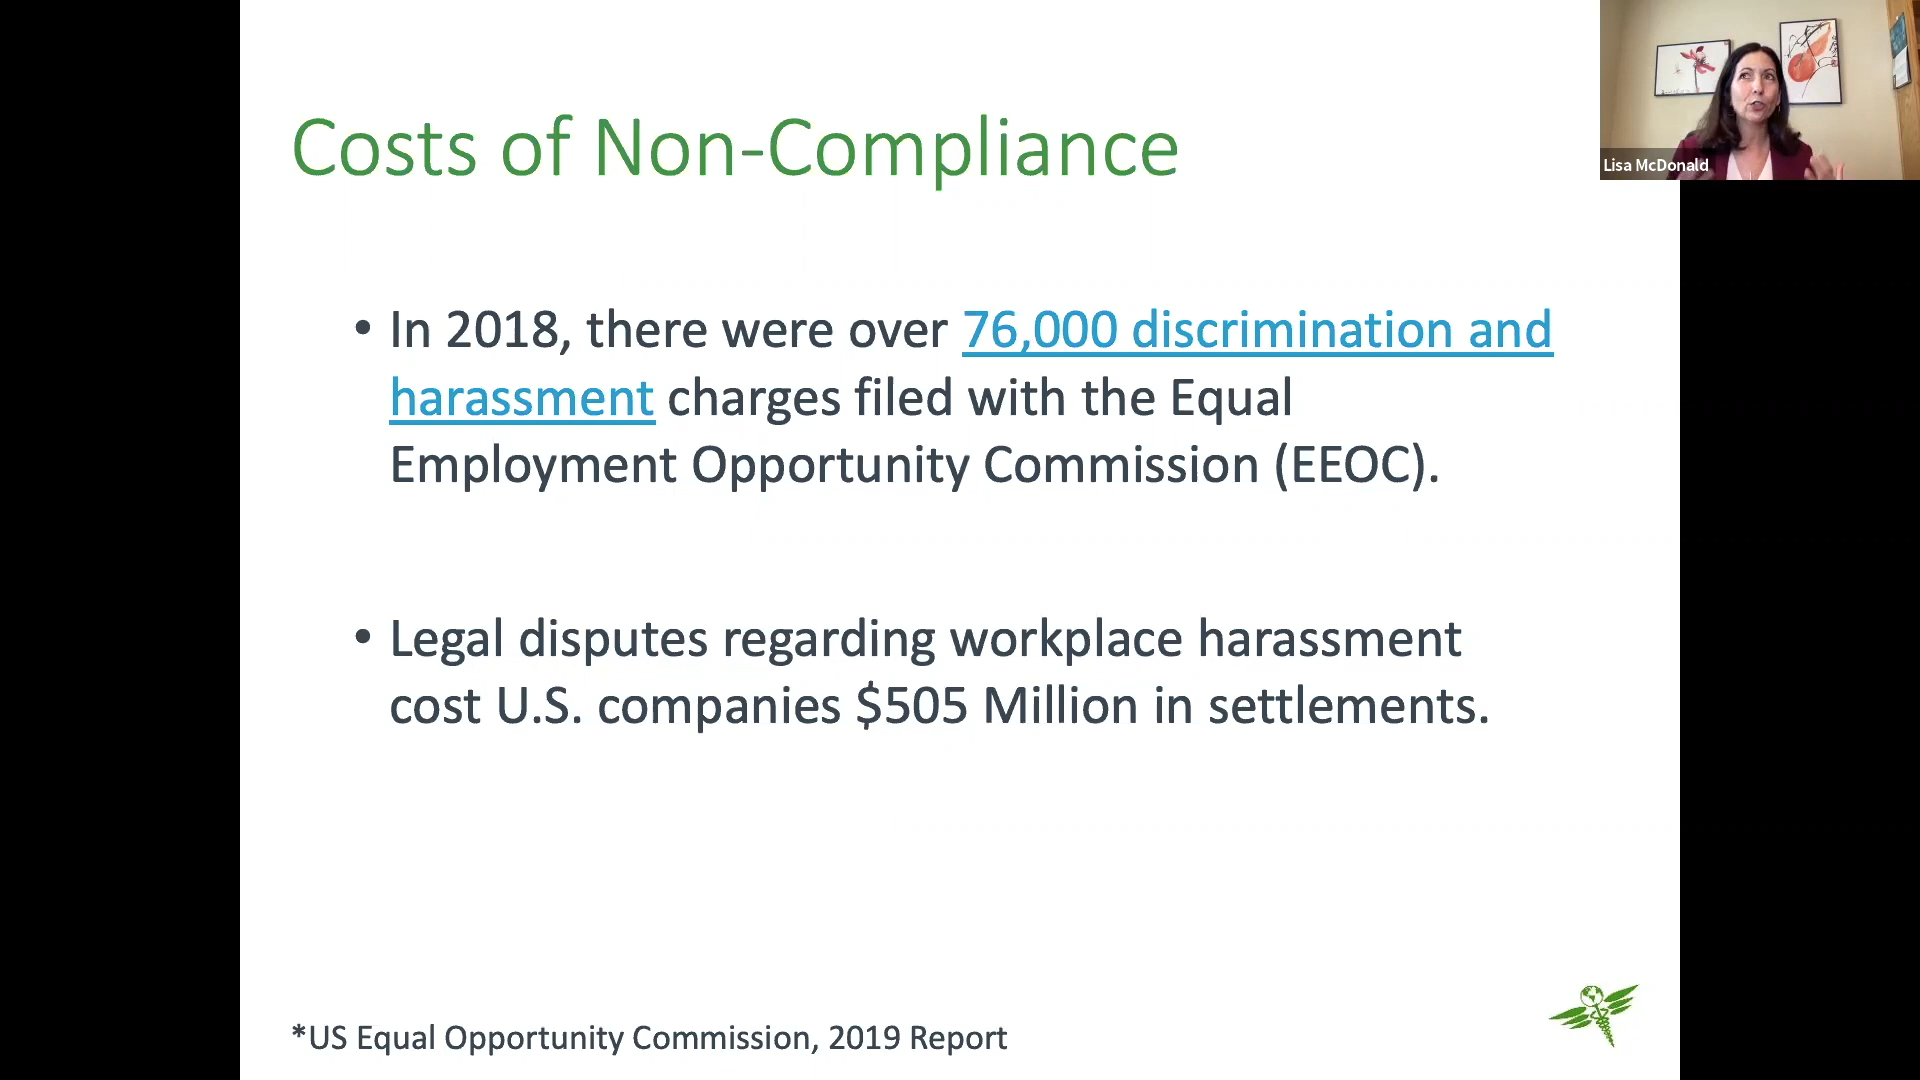 Costs of Non-Compliance
Lisa McDonald
• In 2018, there were over 76,000 discrimination and
harassment charges filed with the Equal
Employment Opportunity Commission (EEOC).
• Legal disputes regarding workplace harassment
cost U.S. companies $505 Million in settlements.
*US Equal Opportunity Commission, 2019 Report